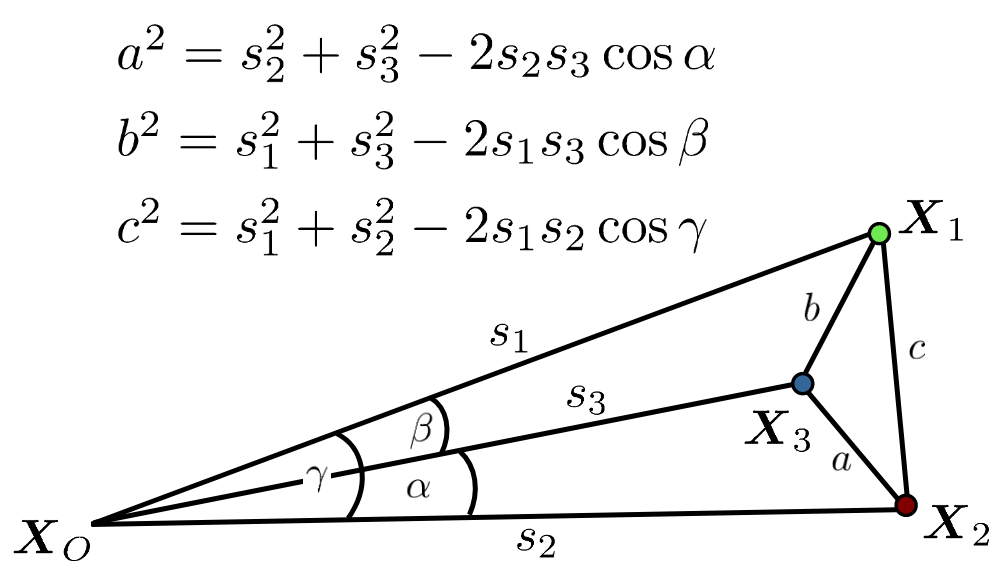 a² = s₂² + s₃² − 2s₂s₃ cos α
b² = s₁² + s₃² − 2s₁s₃ cos β
c² = s₁² + s₂² − 2s₁s₂ cos γ
X₁
b
s₁
c
s₃
β
X₃
a
γ
α
X₂
X_O
s₂